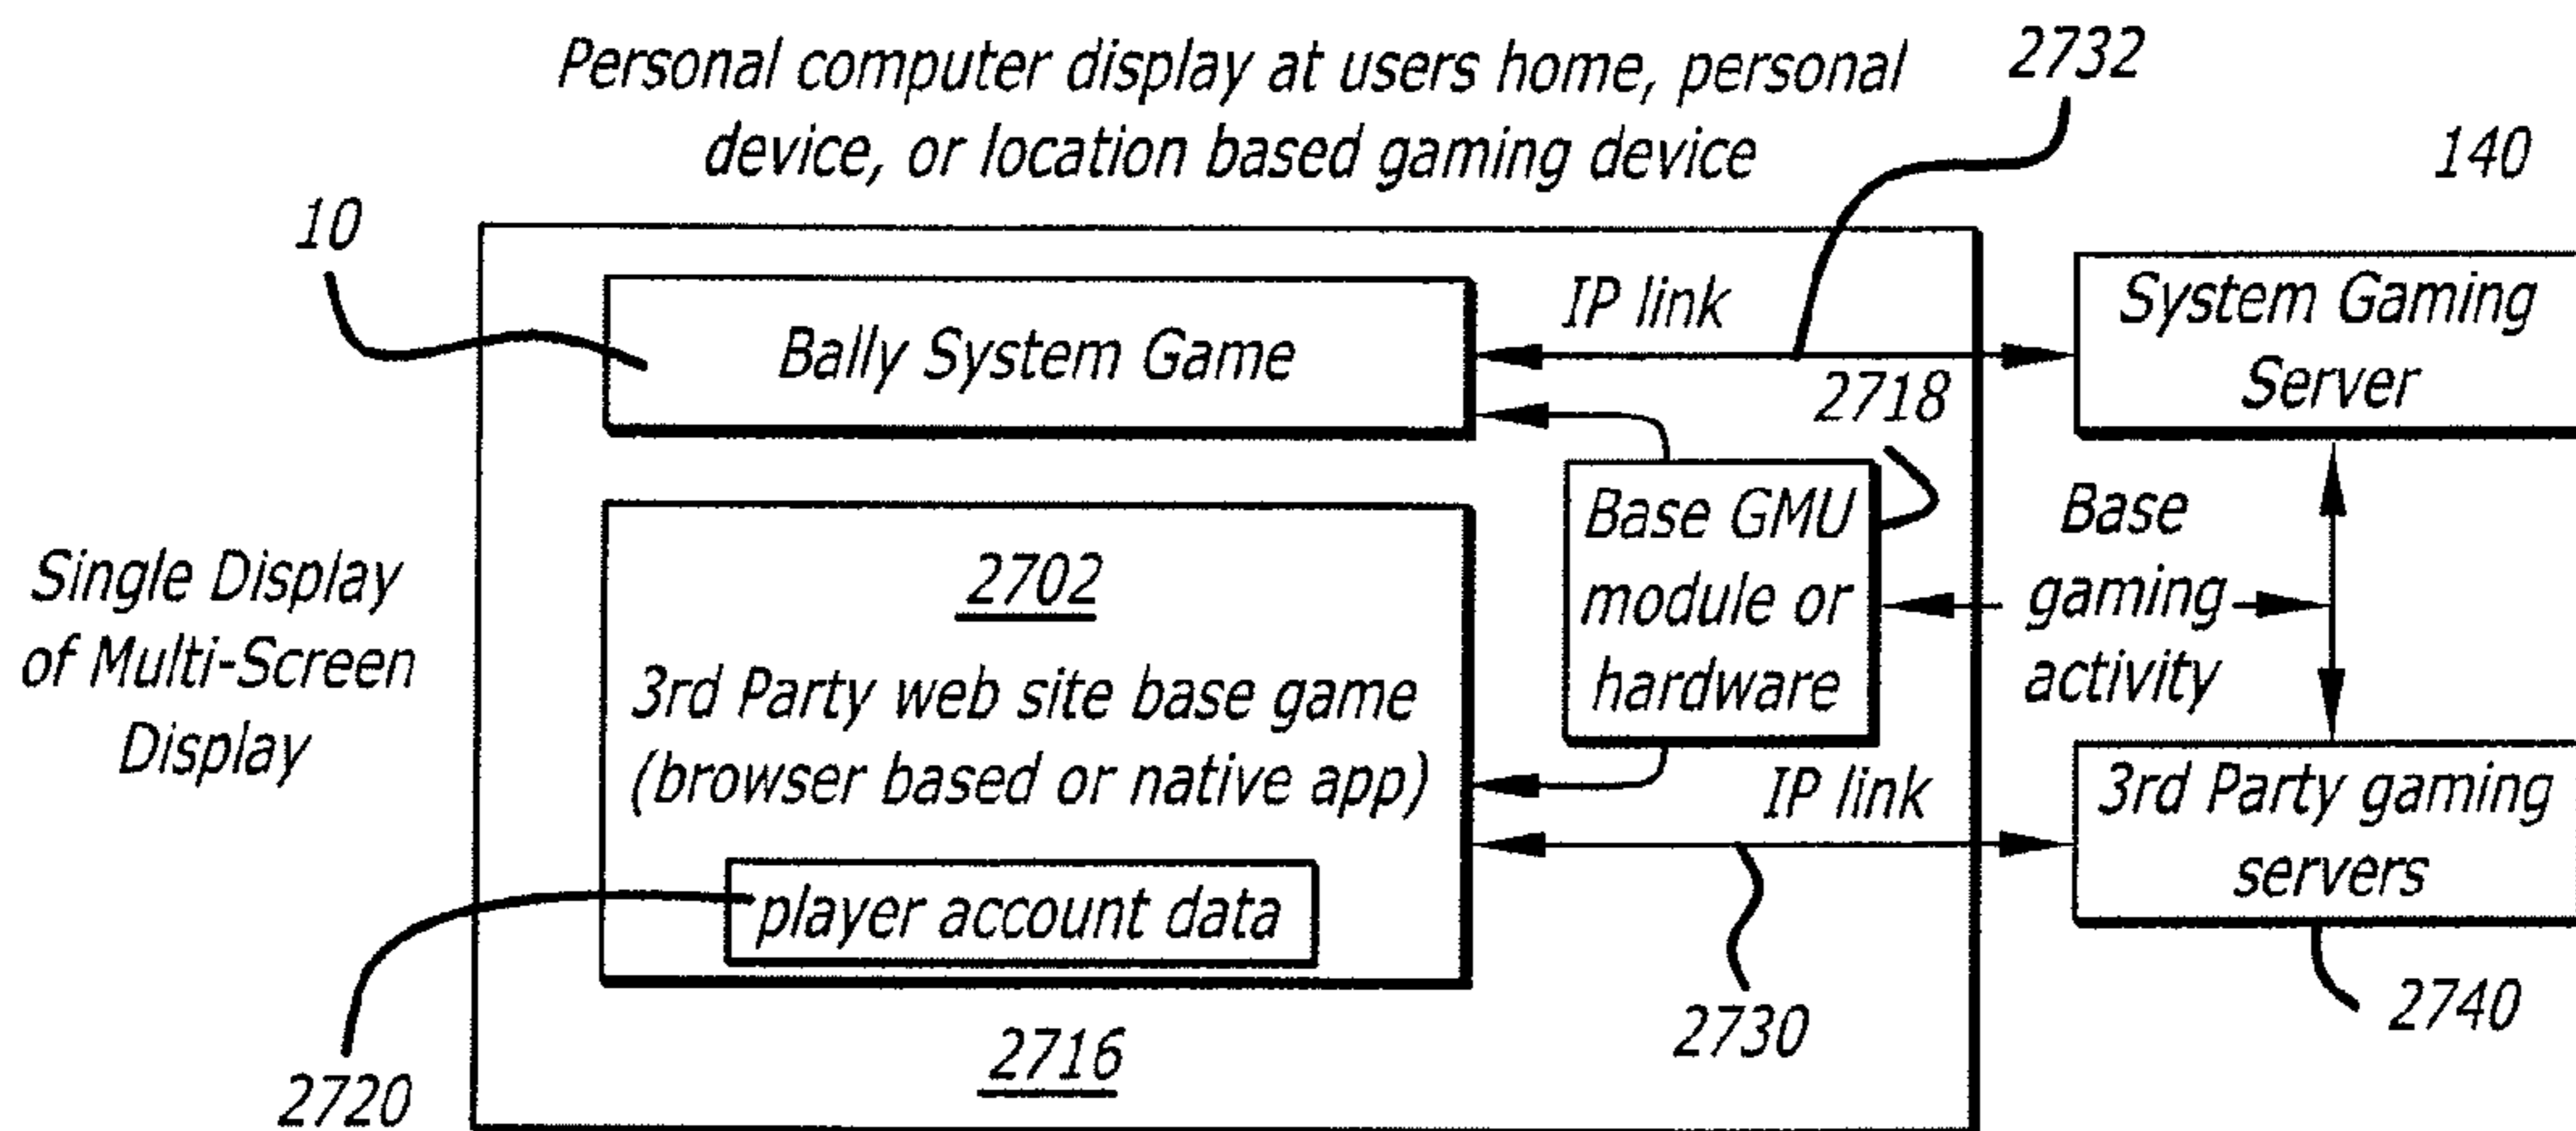 Personal computer display at users home, personal
device, or location based gaming device
2732
140
10
Bally System Game
IP link
System Gaming
Server
2718
Base GMU
module or
hardware
Base
gaming
activity
Single Display
of Multi-Screen
Display
2702
3rd Party web site base game
(browser based or native app)
player account data
IP link
3rd Party gaming
servers
2720
2716
2730
2740